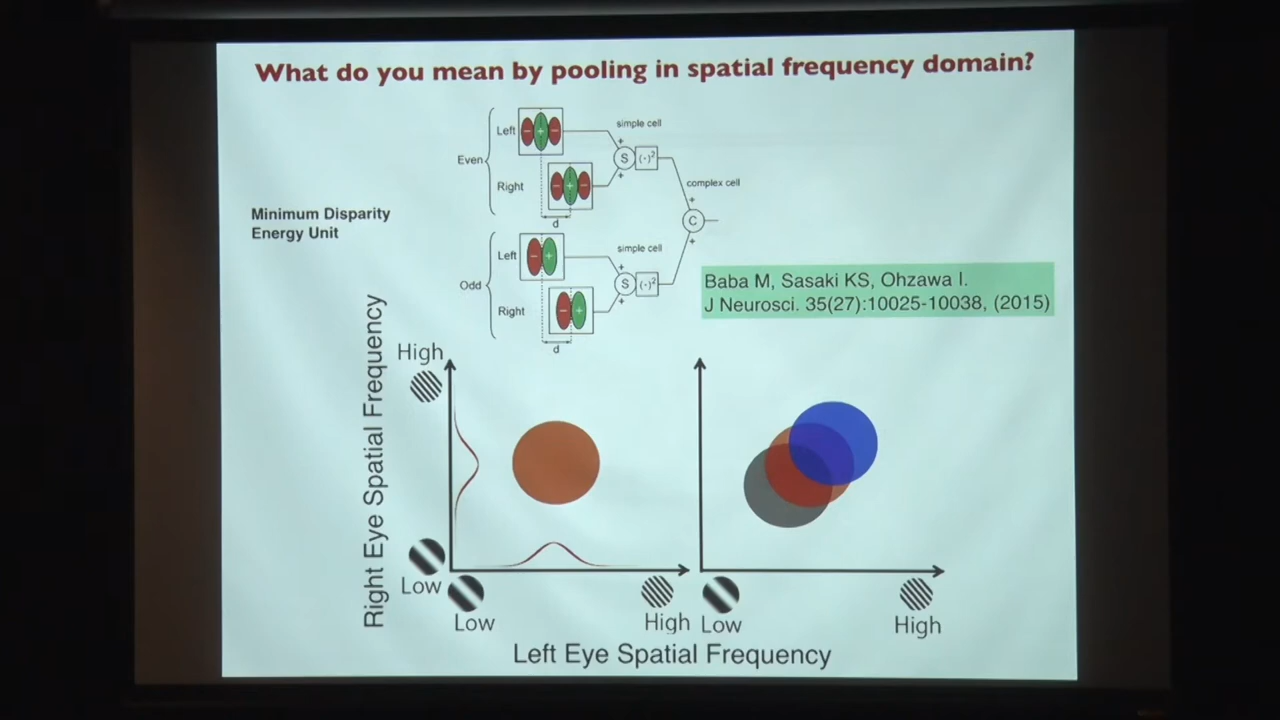 What do you mean by pooling in spatial frequency domain?
Left
simple cell
+
− + −
S
(·)²
Even
+
complex cell
Right
− + −
+
d
C
Minimum Disparity
Energy Unit
Left
simple cell
+
− +
+
S
(·)²
Odd
+
Right
− +
d
Baba M, Sasaki KS, Ohzawa I.
J Neurosci. 35(27):10025-10038, (2015)
High
Right Eye Spatial Frequency
Low
Low
High
Low
High
Left Eye Spatial Frequency